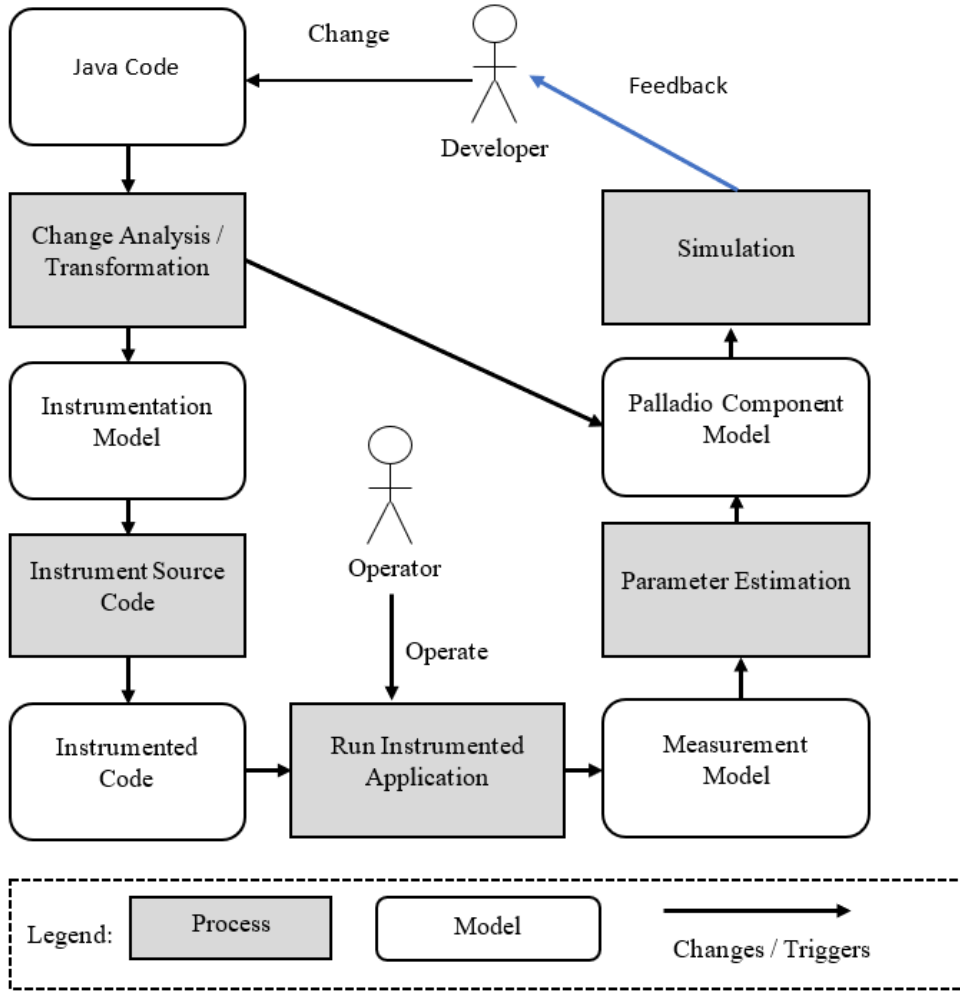 Java Code
Change
Developer
Feedback
Change Analysis /
Transformation
Simulation
Instrumentation
Model
Palladio Component
Model
Operator
Instrument Source
Code
Parameter Estimation
Operate
Instrumented
Code
Run Instrumented
Application
Measurement
Model
Legend:
Process
Model
Changes / Triggers